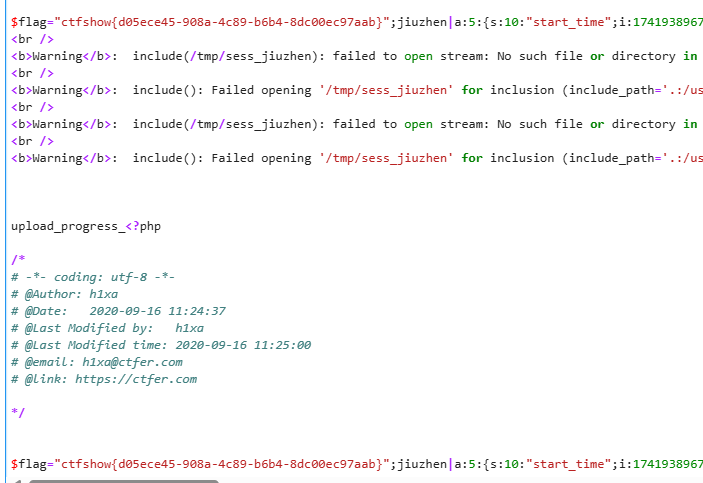 $flag="ctfshow{d05ece45-908a-4c89-b6b4-8dc00ec97aab}";jiuzhen|a:5:{s:10:"start_time";i:1741938967
<br />
<b>Warning</b>:  include(/tmp/sess_jiuzhen): failed to open stream: No such file or directory in
<br />
<b>Warning</b>:  include(): Failed opening '/tmp/sess_jiuzhen' for inclusion (include_path='.:/us
<br />
<b>Warning</b>:  include(/tmp/sess_jiuzhen): failed to open stream: No such file or directory in
<br />
<b>Warning</b>:  include(): Failed opening '/tmp/sess_jiuzhen' for inclusion (include_path='.:/us
upload_progress_<?php
/*
# -*- coding: utf-8 -*-
# @Author: h1xa
# @Date:   2020-09-16 11:24:37
# @Last Modified by:   h1xa
# @Last Modified time: 2020-09-16 11:25:00
# @email: h1xa@ctfer.com
# @link: https://ctfer.com
*/
$flag="ctfshow{d05ece45-908a-4c89-b6b4-8dc00ec97aab}";jiuzhen|a:5:{s:10:"start_time";i:1741938967